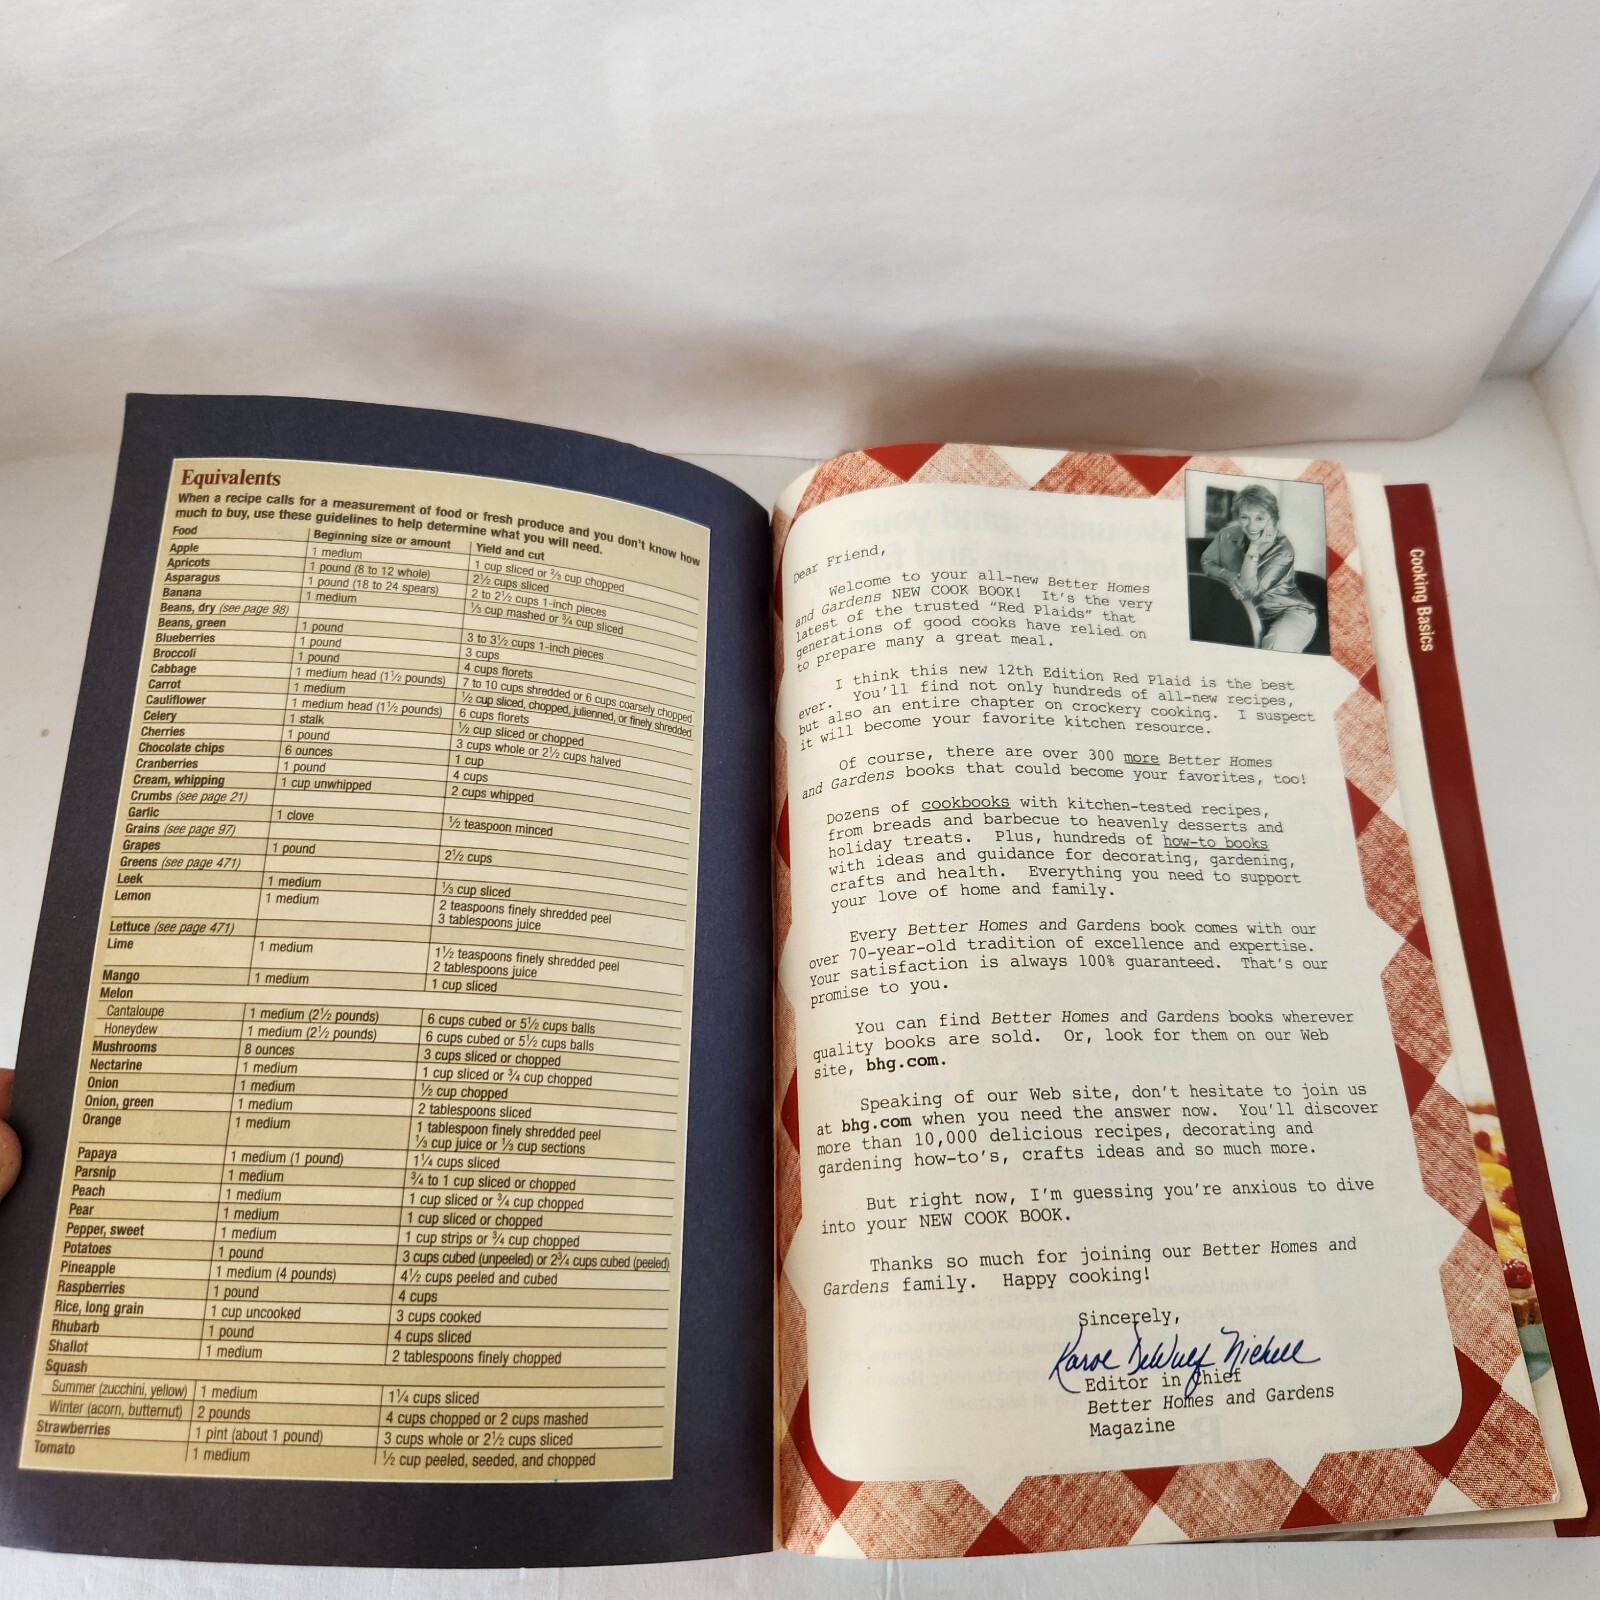 Equivalents
When a recipe calls for a measurement of food or fresh produce and you don't know how
much to buy, use these guidelines to help determine what you will need.
Food Beginning size or amount Yield and cut
Apple 1 medium 1 cup sliced or 2/3 cup chopped
Apricots 1 pound (8 to 12 whole) 2½ cups sliced
Asparagus 1 pound (18 to 24 spears) 2 to 2½ cups 1-inch pieces
Banana 1 medium ⅓ cup mashed or ¾ cup sliced
Beans, dry (see page 98)
Beans, green 1 pound 3 to 3½ cups 1-inch pieces
Blueberries 1 pound 3 cups
Broccoli 1 pound 4 cups florets
Cabbage 1 medium head (1½ pounds) 7 to 10 cups shredded or 6 cups coarsely chopped
Carrot 1 medium ½ cup sliced, chopped, julienned, or finely shredded
Cauliflower 1 medium head (1½ pounds) 6 cups florets
Celery 1 stalk ½ cup sliced or chopped
Cherries 1 pound 3 cups whole or 2½ cups halved
Chocolate chips 6 ounces 1 cup
Cranberries 1 pound 4 cups
Cream, whipping 1 cup unwhipped 2 cups whipped
Crumbs (see page 21)
Garlic 1 clove ½ teaspoon minced
Grains (see page 97)
Grapes 1 pound 2½ cups
Greens (see page 471)
Leek 1 medium ⅓ cup sliced
Lemon 1 medium 2 teaspoons finely shredded peel
3 tablespoons juice
Lettuce (see page 471)
Lime 1 medium 1½ teaspoons finely shredded peel
2 tablespoons juice
Mango 1 medium 1 cup sliced
Melon
Cantaloupe 1 medium (2½ pounds) 6 cups cubed or 5½ cups balls
Honeydew 1 medium (2½ pounds) 6 cups cubed or 5½ cups balls
Mushrooms 8 ounces 3 cups sliced or chopped
Nectarine 1 medium 1 cup sliced or ¾ cup chopped
Onion 1 medium ½ cup chopped
Onion, green 1 medium 2 tablespoons sliced
Orange 1 medium 1 tablespoon finely shredded peel
⅓ cup juice or ⅓ cup sections
Papaya 1 medium (1 pound) 1¼ cups sliced
Parsnip 1 medium ¾ to 1 cup sliced or chopped
Peach 1 medium 1 cup sliced or ¾ cup chopped
Pear 1 medium 1 cup sliced or chopped
Pepper, sweet 1 medium 1 cup strips or ¾ cup chopped
Potatoes 1 pound 3 cups cubed (unpeeled) or 2¾ cups cubed (peeled)
Pineapple 1 medium (4 pounds) 4½ cups peeled and cubed
Raspberries 1 pound 4 cups
Rice, long grain 1 cup uncooked 3 cups cooked
Rhubarb 1 pound 4 cups sliced
Shallot 1 medium 2 tablespoons finely chopped
Squash
Summer (zucchini, yellow) 1 medium 1¼ cups sliced
Winter (acorn, butternut) 2 pounds 4 cups chopped or 2 cups mashed
Strawberries 1 pint (about 1 pound) 3 cups whole or 2½ cups sliced
Tomato 1 medium ½ cup peeled, seeded, and chopped
Dear Friend,
Welcome to your all-new Better Homes
and Gardens NEW COOK BOOK! It's the very
latest of the trusted "Red Plaids" that
generations of good cooks have relied on
to prepare many a great meal.
I think this new 12th Edition Red Plaid is the best
ever. You'll find not only hundreds of all-new recipes,
but also an entire chapter on crockery cooking. I suspect
it will become your favorite kitchen resource.
Of course, there are over 300 more Better Homes
and Gardens books that could become your favorites, too!
Dozens of cookbooks with kitchen-tested recipes,
from breads and barbecue to heavenly desserts and
holiday treats. Plus, hundreds of how-to books
with ideas and guidance for decorating, gardening,
crafts and health. Everything you need to support
your love of home and family.
Every Better Homes and Gardens book comes with our
over 70-year-old tradition of excellence and expertise.
Your satisfaction is always 100% guaranteed. That's our
promise to you.
You can find Better Homes and Gardens books wherever
quality books are sold. Or, look for them on our Web
site, bhg.com.
Speaking of our Web site, don't hesitate to join us
at bhg.com when you need the answer now. You'll discover
more than 10,000 delicious recipes, decorating and
gardening how-to's, crafts ideas and so much more.
But right now, I'm guessing you're anxious to dive
into your NEW COOK BOOK.
Thanks so much for joining our Better Homes and
Gardens family. Happy cooking!
Sincerely,
Karol DeWulf Nickell
Editor in Chief
Better Homes and Gardens
Magazine
Cooking Basics